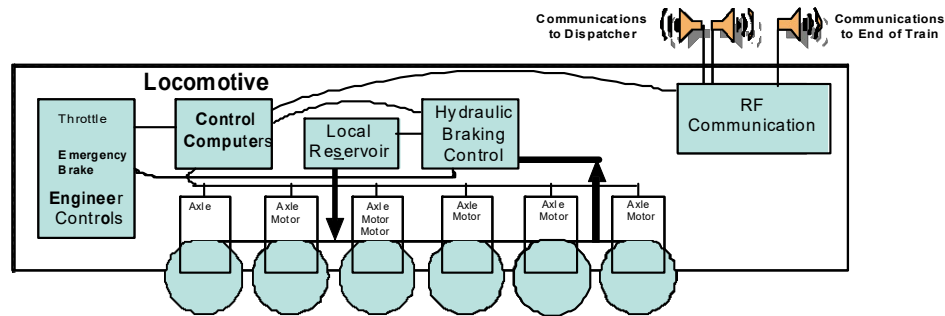 Communications
to Dispatcher
Communications
to End of Train
Locomotive
Throttle
Emergency
Brake
Engineer
Controls
Control
Computers
Local
Reservoir
Hydraulic
Braking
Control
RF
Communication
Axle
Axle
Motor
Axle
Motor
Motor
Axle
Motor
Axle
Motor
Axle
Motor